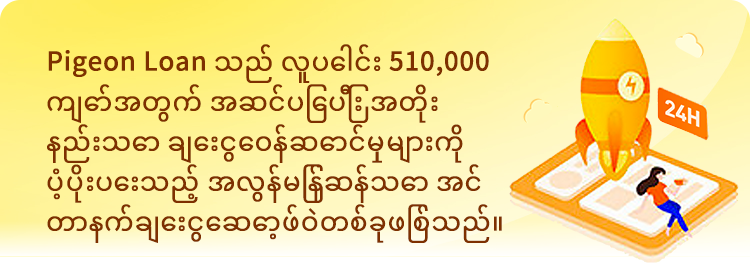 Pigeon Loan သည် လူပေါင်း 510,000
ကျော်အတွက် အဆင်ပြေပြီးအတိုး
နည်းသော ချေးငွေဝန်ဆောင်မှုများကို
ပံ့ပိုးပေးသည့် အလွန်မြန်ဆန်သော အင်
တာနက်ချေးငွေဆော့ဖ်ဝဲတစ်ခုဖြစ်သည်။
24H